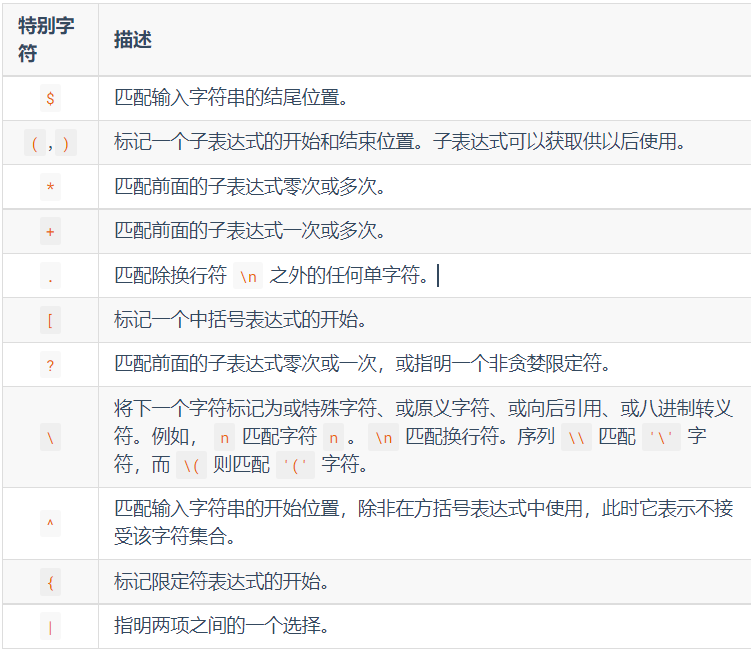 特别字
符
描述
$
匹配输入字符串的结尾位置。
( , )
标记一个子表达式的开始和结束位置。子表达式可以获取供以后使用。
*
匹配前面的子表达式零次或多次。
+
匹配前面的子表达式一次或多次。
.
匹配除换行符 \n 之外的任何单字符。
[
标记一个中括号表达式的开始。
?
匹配前面的子表达式零次或一次，或指明一个非贪婪限定符。
\
将下一个字符标记为或特殊字符、或原义字符、或向后引用、或八进制转义
符。例如， n 匹配字符 n 。 \n 匹配换行符。序列 \\ 匹配 '\' 字
符，而 \( 则匹配 '(' 字符。
^
匹配输入字符串的开始位置，除非在方括号表达式中使用，此时它表示不接
受该字符集合。
{
标记限定符表达式的开始。
|
指明两项之间的一个选择。